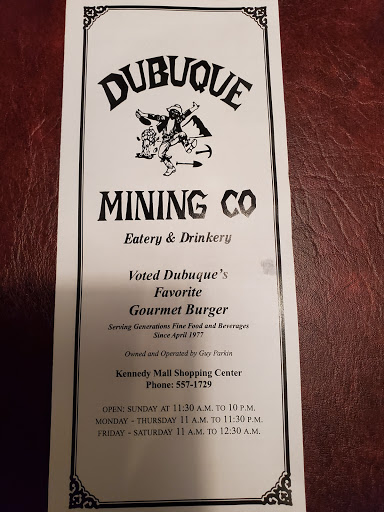 DUBUQUE
MINING CO
Eatery & Drinkery
Voted Dubuque's
Favorite
Gourmet Burger
Serving Generations Fine Food and Beverages
Since April 1977
Owned and Operated by Guy Parkin
Kennedy Mall Shopping Center
Phone: 557-1729
OPEN: SUNDAY AT 11:30 A.M. TO 10 P.M.
MONDAY - THURSDAY 11 A.M. TO 11:30 P.M.
FRIDAY - SATURDAY 11 A.M. TO 12:30 A.M.